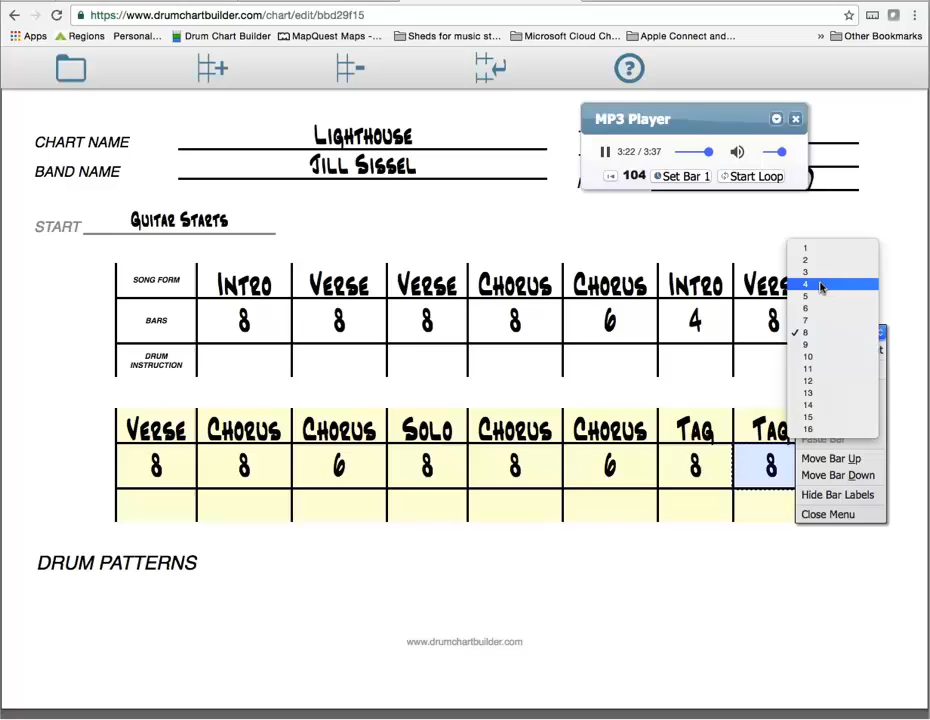 https://www.drumchartbuilder.com/chart/edit/bbd29f15
Apps Regions Personal... Drum Chart Builder MapQuest Maps -... Sheds for music st... Microsoft Cloud Ch... Apple Connect and... » Other Bookmarks
MP3 Player
CHART NAME Lighthouse
3:22 / 3:37
BAND NAME Jill Sissel
104 Set Bar 1 Start Loop
START Guitar Starts
SONG FORM Intro Verse Verse Chorus Chorus Intro Verse
BARS 8 8 8 8 6 4 8
DRUM
INSTRUCTION
1
2
3
4
5
6
7
✓ 8
9
10
11
12
13
14
15
16
Paste Bar
Move Bar Up
Move Bar Down
Hide Bar Labels
Close Menu
Verse Chorus Chorus Solo Chorus Chorus Tag Tag
8 8 6 8 8 6 8 8
DRUM PATTERNS
www.drumchartbuilder.com